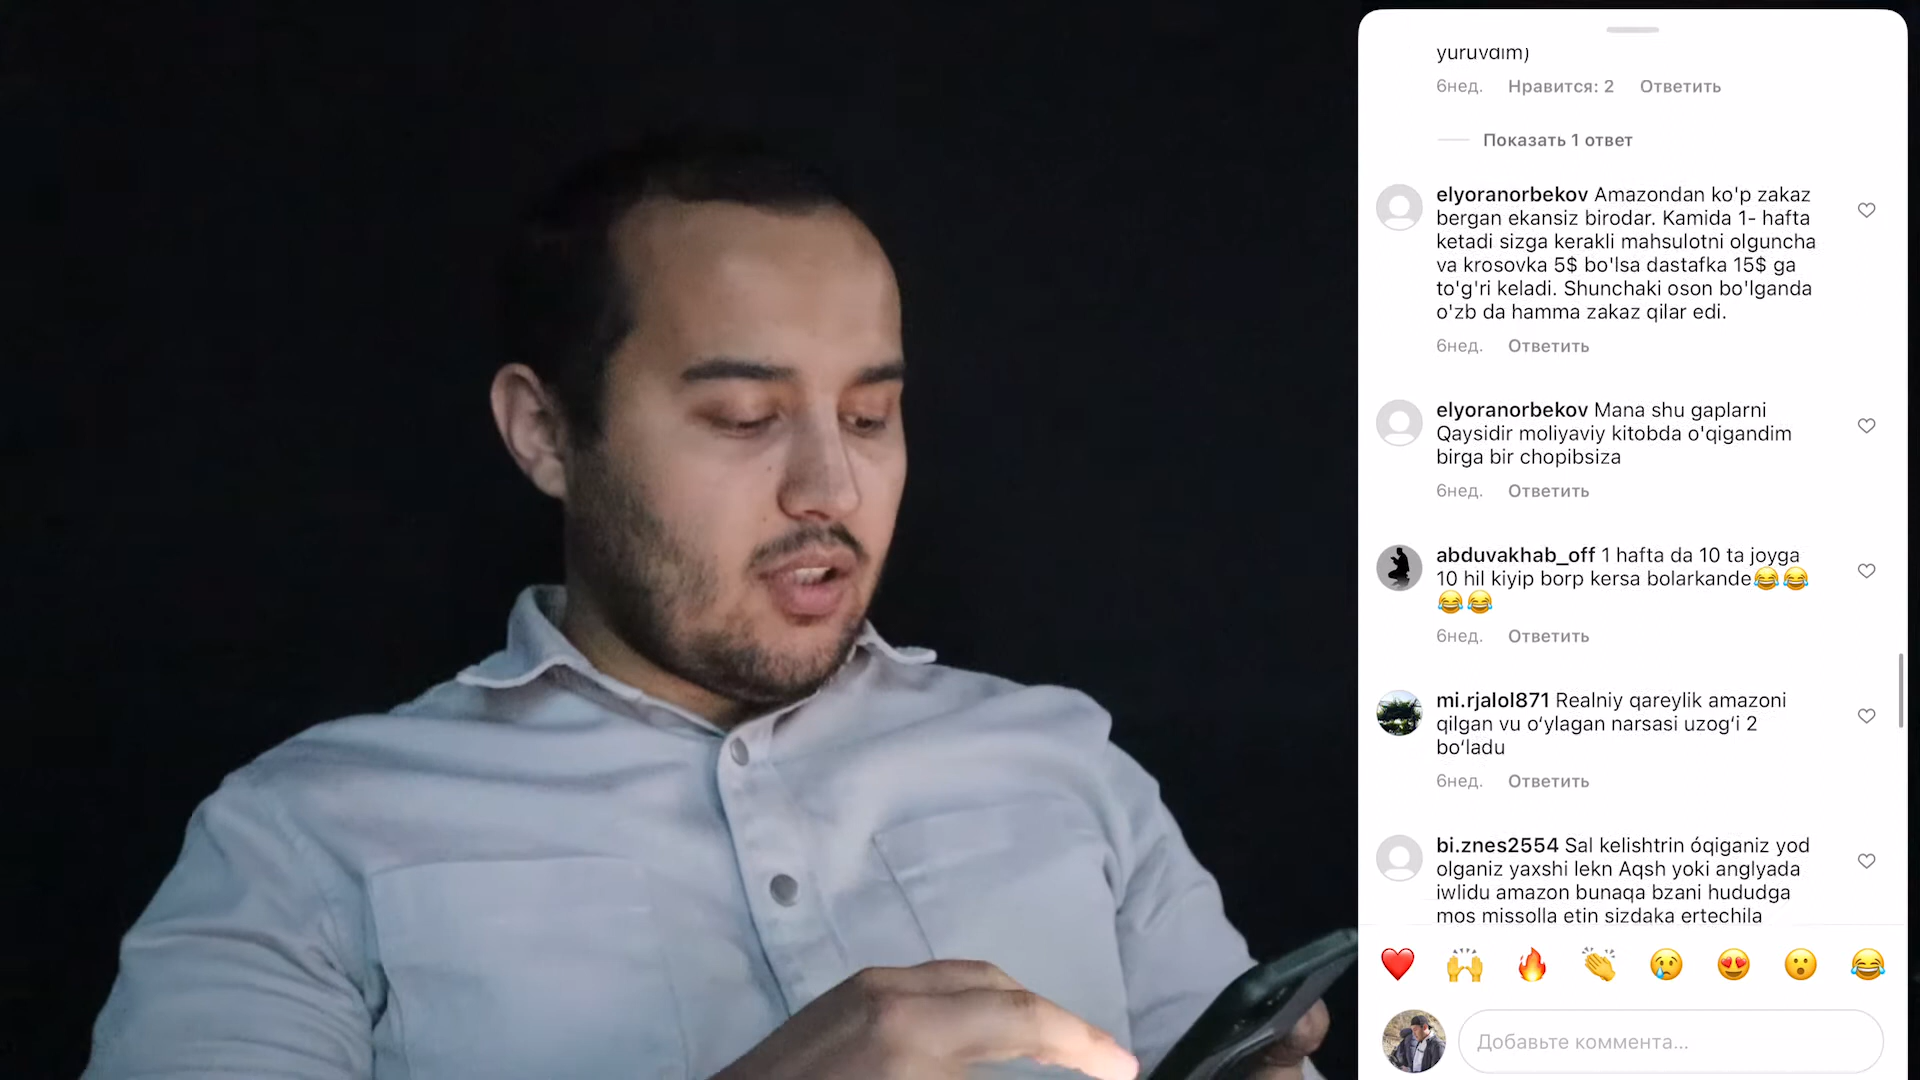 yuruvdim)
6нед. Нравится: 2 Ответить
Показать 1 ответ
elyoranorbekov Amazondan ko'p zakaz
bergan ekansiz birodar. Kamida 1- hafta
ketadi sizga kerakli mahsulotni olguncha
va krosovka 5$ bo'lsa dastafka 15$ ga
to'g'ri keladi. Shunchaki oson bo'lganda
o'zb da hamma zakaz qilar edi.
6нед. Ответить
elyoranorbekov Mana shu gaplarni
Qaysidir moliyaviy kitobda o'qigandim
birga bir chopibsiza
6нед. Ответить
abduvakhab_off 1 hafta da 10 ta joyga
10 hil kiyip borp kersa bolarkande😂😂
😂😂
6нед. Ответить
mi.rjalol871 Realniy qareylik amazoni
qilgan vu oʻylagan narsasi uzogʻi 2
boʻladu
6нед. Ответить
bi.znes2554 Sal kelishtrin óqiganiz yod
olganiz yaxshi lekn Aqsh yoki anglyada
iwlidu amazon bunaqa bzani hududga
mos missolla etin sizdaka ertechila
Добавьте коммента...